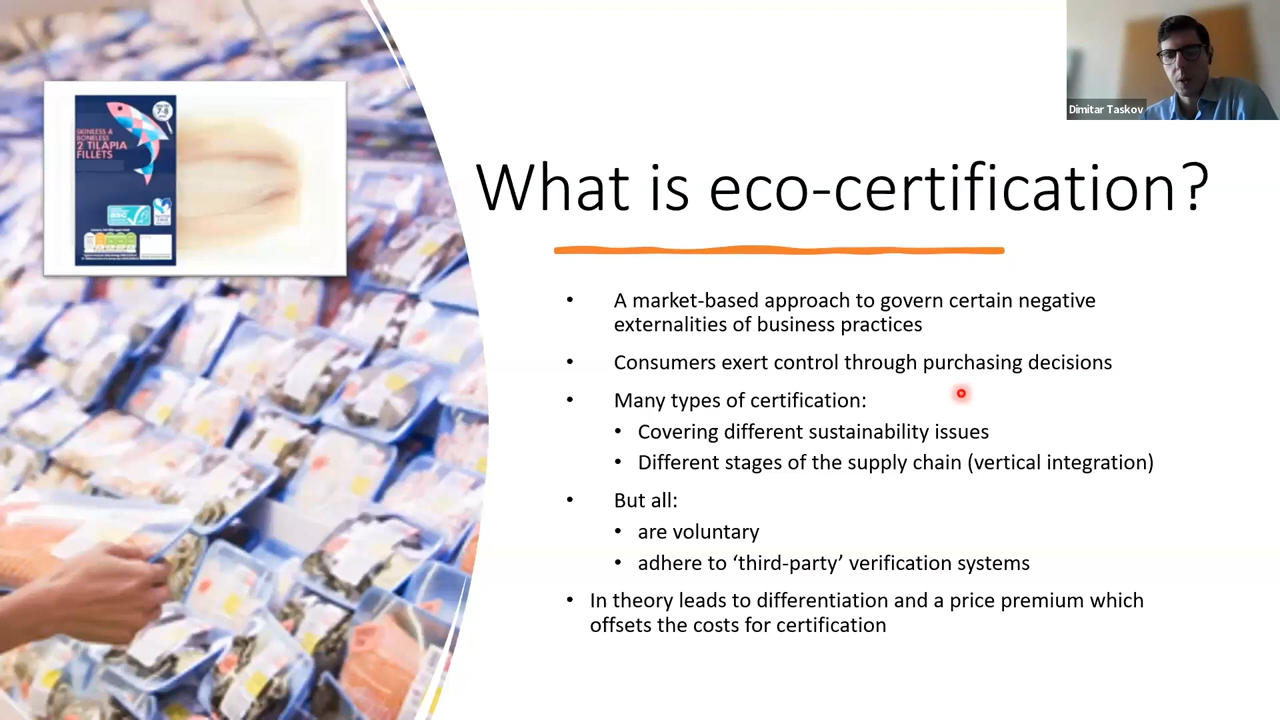 Dimitar Taskov
SKINLESS &
BONELESS
2 TILAPIA
FILLETS
What is eco-certification?
• A market-based approach to govern certain negative
externalities of business practices
• Consumers exert control through purchasing decisions
• Many types of certification:
• Covering different sustainability issues
• Different stages of the supply chain (vertical integration)
• But all:
• are voluntary
• adhere to ‘third-party’ verification systems
• In theory leads to differentiation and a price premium which
offsets the costs for certification